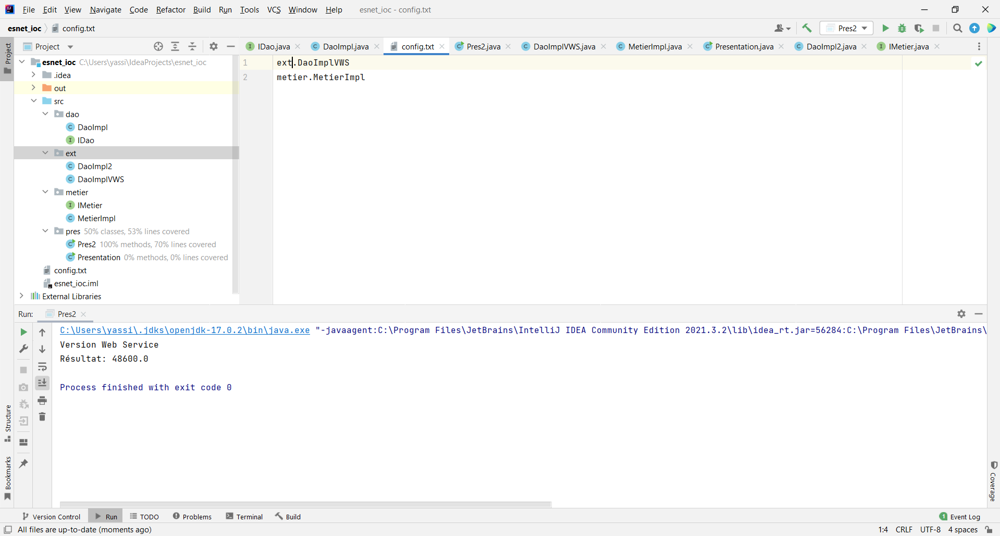 File Edit View Navigate Code Refactor Build Run Tools VCS Window Help esnet_ioc - config.txt
esnet_ioc config.txt Pres2
Project IDao.java DaoImpl.java config.txt Pres2.java DaoImplVWS.java MetierImpl.java Presentation.java DaoImpl2.java IMetier.java
Project
esnet_ioc C:\Users\yassi\IdeaProjects\esnet_ioc
.idea
out
src
dao
DaoImpl
IDao
ext
DaoImpl2
DaoImplVWS
metier
IMetier
MetierImpl
pres 50% classes, 53% lines covered
Pres2 100% methods, 70% lines covered
Presentation 0% methods, 0% lines covered
config.txt
esnet_ioc.iml
External Libraries
1 ext.DaoImplVWS
2 metier.MetierImpl
Run: Pres2
C:\Users\yassi\.jdks\openjdk-17.0.2\bin\java.exe "-javaagent:C:\Program Files\JetBrains\IntelliJ IDEA Community Edition 2021.3.2\lib\idea_rt.jar=56284:C:\Program Files\JetBrains\
Version Web Service
Résultat: 48600.0
Process finished with exit code 0
Structure
Bookmarks
Coverage
Version Control Run TODO Problems Terminal Build 1 Event Log
All files are up-to-date (moments ago) 1:4 CRLF UTF-8 4 spaces